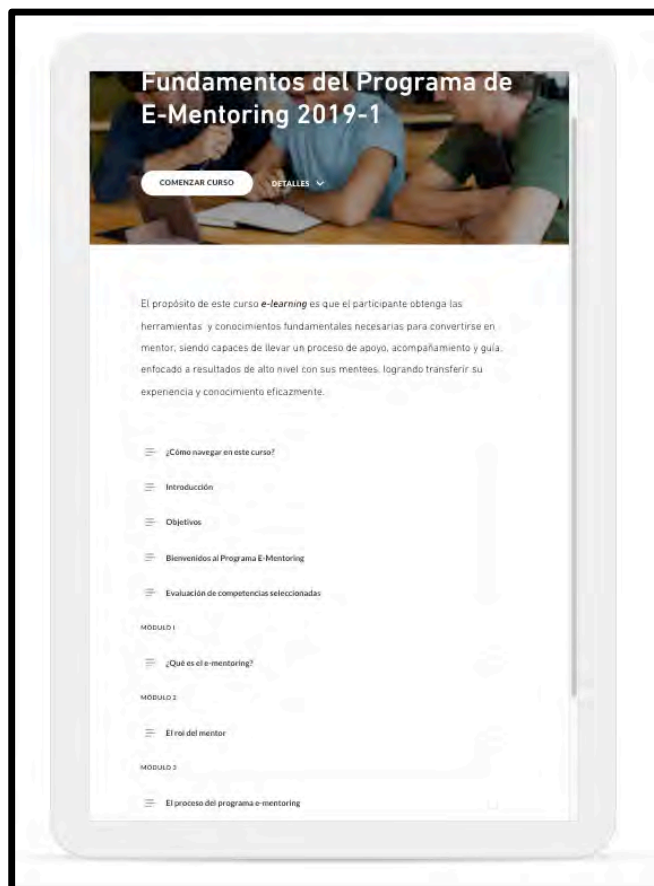 Fundamentos del Programa de
E-Mentoring 2019-1
COMENZAR CURSO
DETALLES
El propósito de este curso e-learning es que el participante obtenga las
herramientas y conocimientos fundamentales necesarias para convertirse en
mentor, siendo capaces de llevar un proceso de apoyo, acompañamiento y guía,
enfocado a resultados de alto nivel con sus mentees, logrando transferir su
experiencia y conocimiento eficazmente.
¿Cómo navegar en este curso?
Introducción
Objetivos
Bienvenidos al Programa E-Mentoring
Evaluación de competencias seleccionadas
MÓDULO 1
¿Qué es el e-mentoring?
MÓDULO 2
El rol del mentor
MÓDULO 3
El proceso del programa e-mentoring